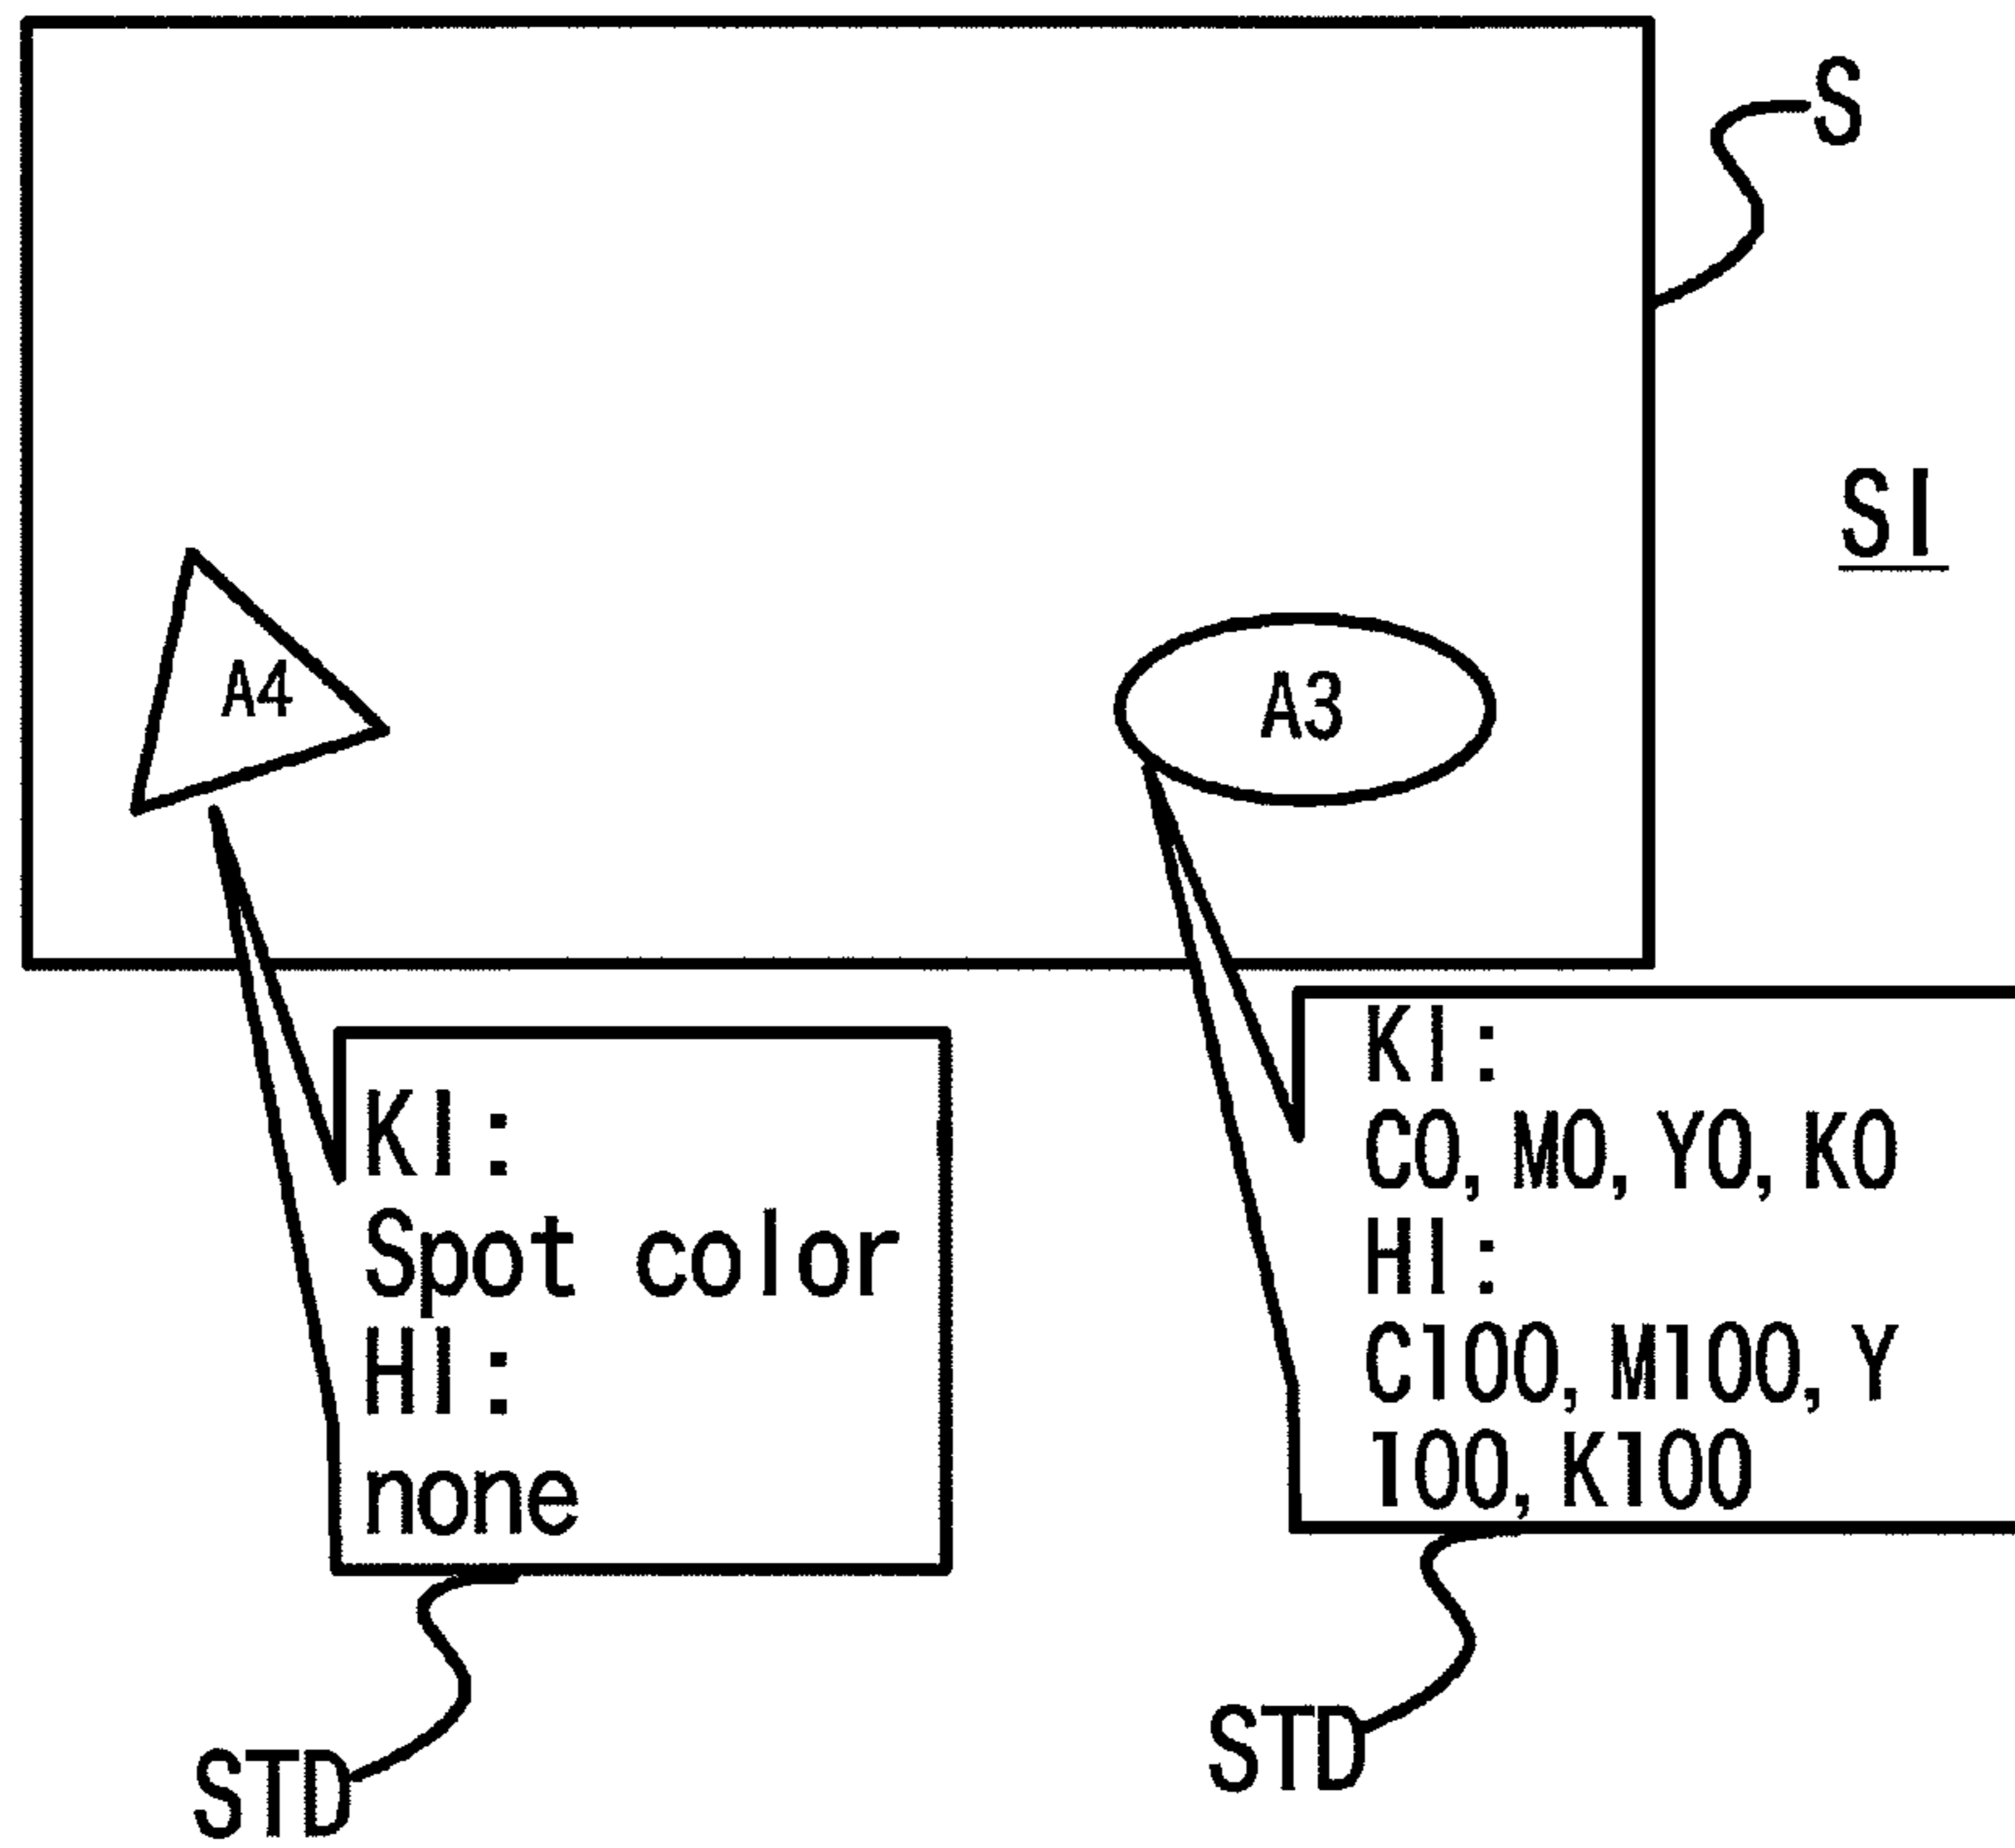 S
SI
A4
A3
KI:
Spot color
HI:
none
KI:
C0, M0, Y0, K0
HI:
C100, M100, Y
100, K100
STD
STD